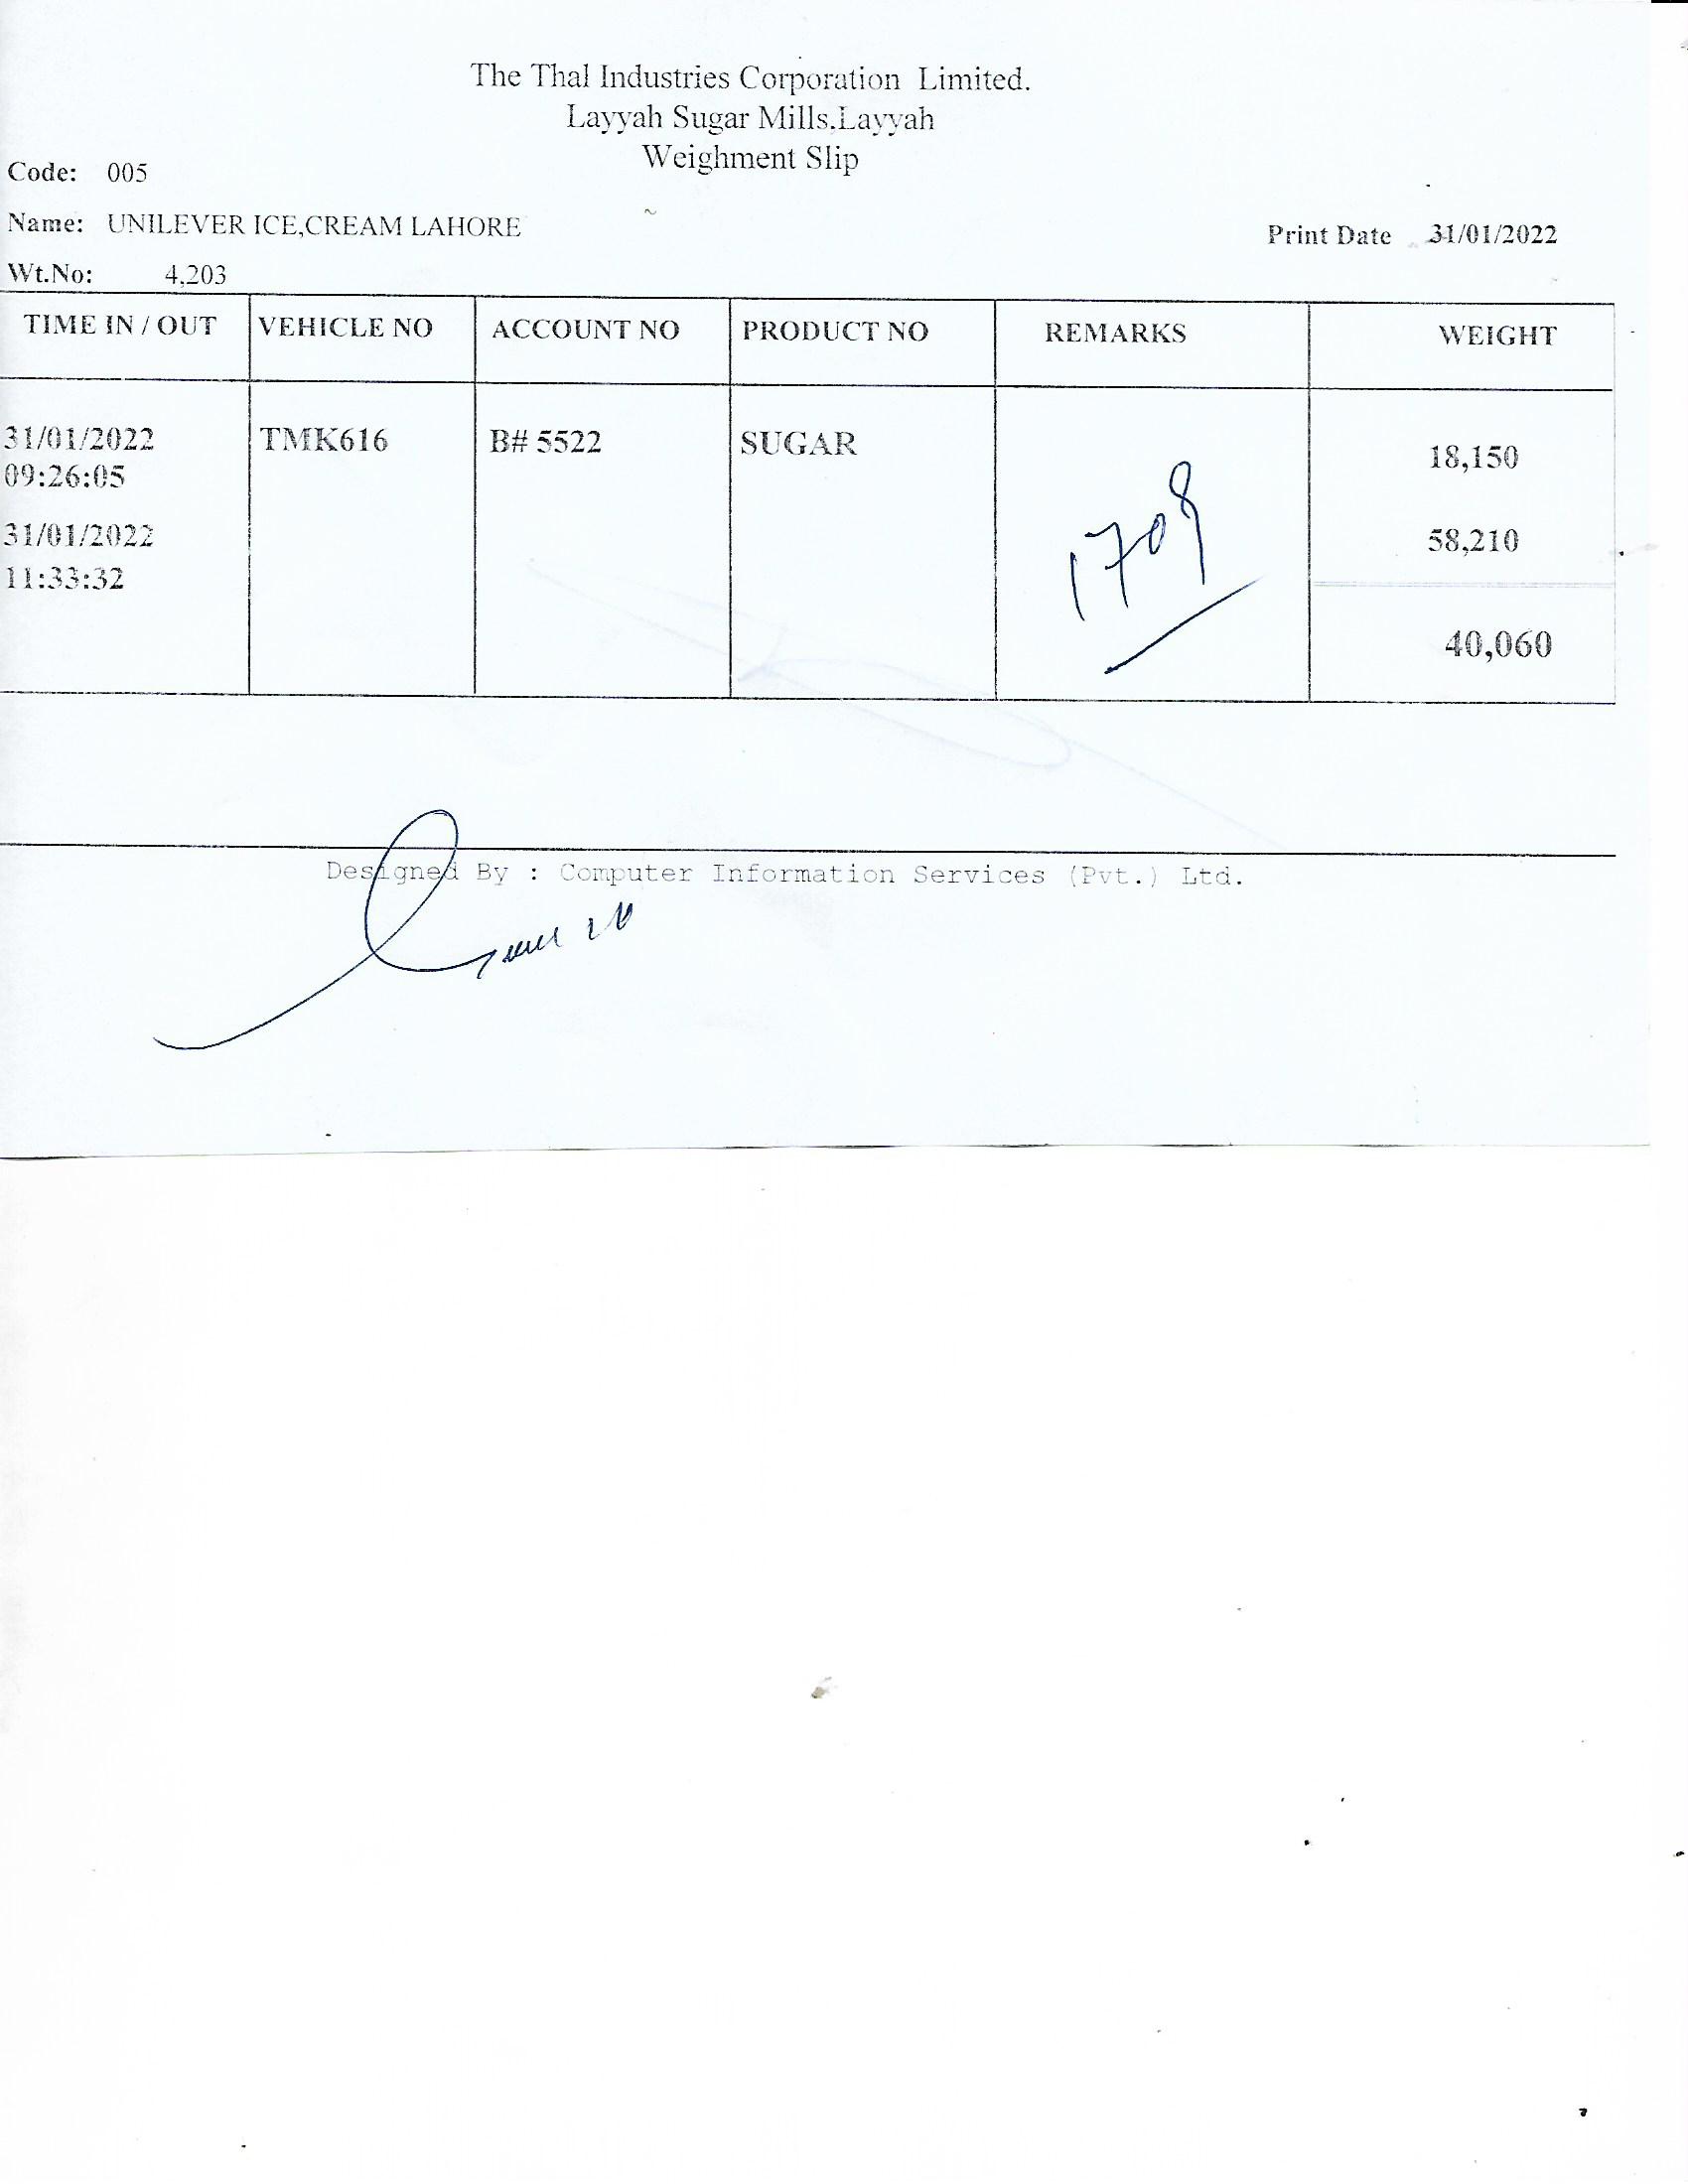 The Thal Industries Corporation Limited.
Layyah Sugar Mills.Layyah
Weighment Slip
Code: 005
Name: UNILEVER ICE,CREAM LAHORE
Print Date 31/01/2022
Wt.No: 4,203
TIME IN / OUT VEHICLE NO ACCOUNT NO PRODUCT NO REMARKS WEIGHT
31/01/2022 TMK616 B# 5522 SUGAR 18,150
09:26:05
31/01/2022 58,210
11:33:32
1709
40,060
Designed By : Computer Information Services (Pvt.) Ltd.